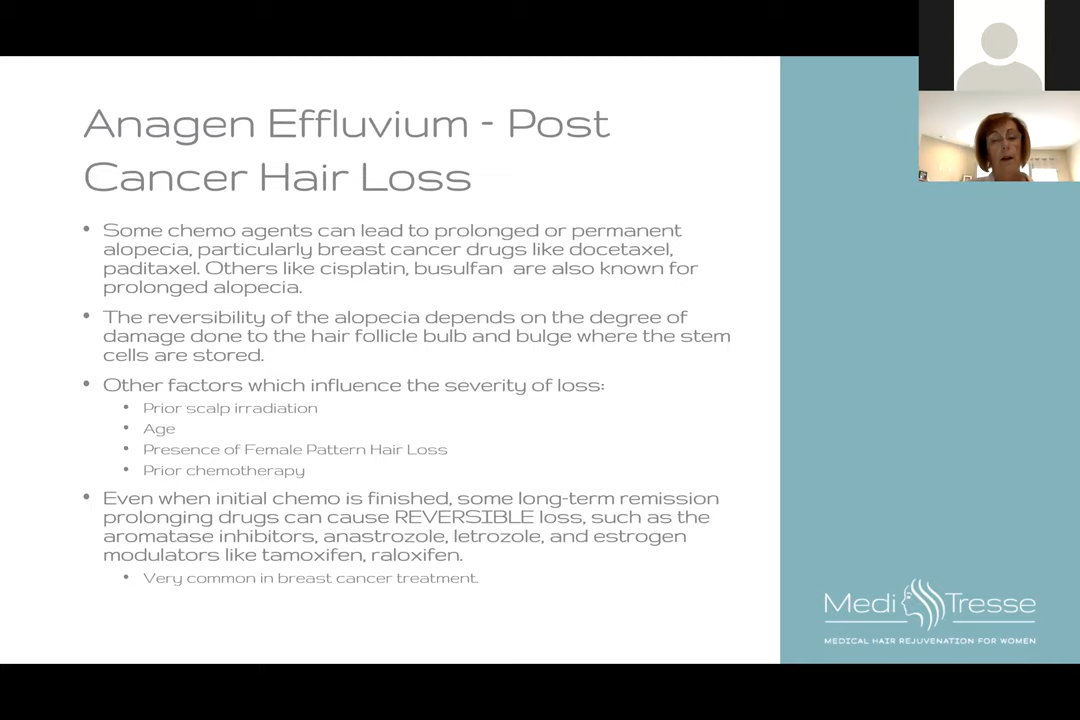 Anagen Effluvium - Post
Cancer Hair Loss
• Some chemo agents can lead to prolonged or permanent
alopecia, particularly breast cancer drugs like docetaxel,
paditaxel. Others like cisplatin, busulfan are also known for
prolonged alopecia.
• The reversibility of the alopecia depends on the degree of
damage done to the hair follicle bulb and bulge where the stem
cells are stored.
• Other factors which influence the severity of loss:
• Prior scalp irradiation
• Age
• Presence of Female Pattern Hair Loss
• Prior chemotherapy
• Even when initial chemo is finished, some long-term remission
prolonging drugs can cause REVERSIBLE loss, such as the
aromatase inhibitors, anastrozole, letrozole, and estrogen
modulators like tamoxifen, raloxifen.
• Very common in breast cancer treatment.
Medi Tresse
MEDICAL HAIR REJUVENATION FOR WOMEN